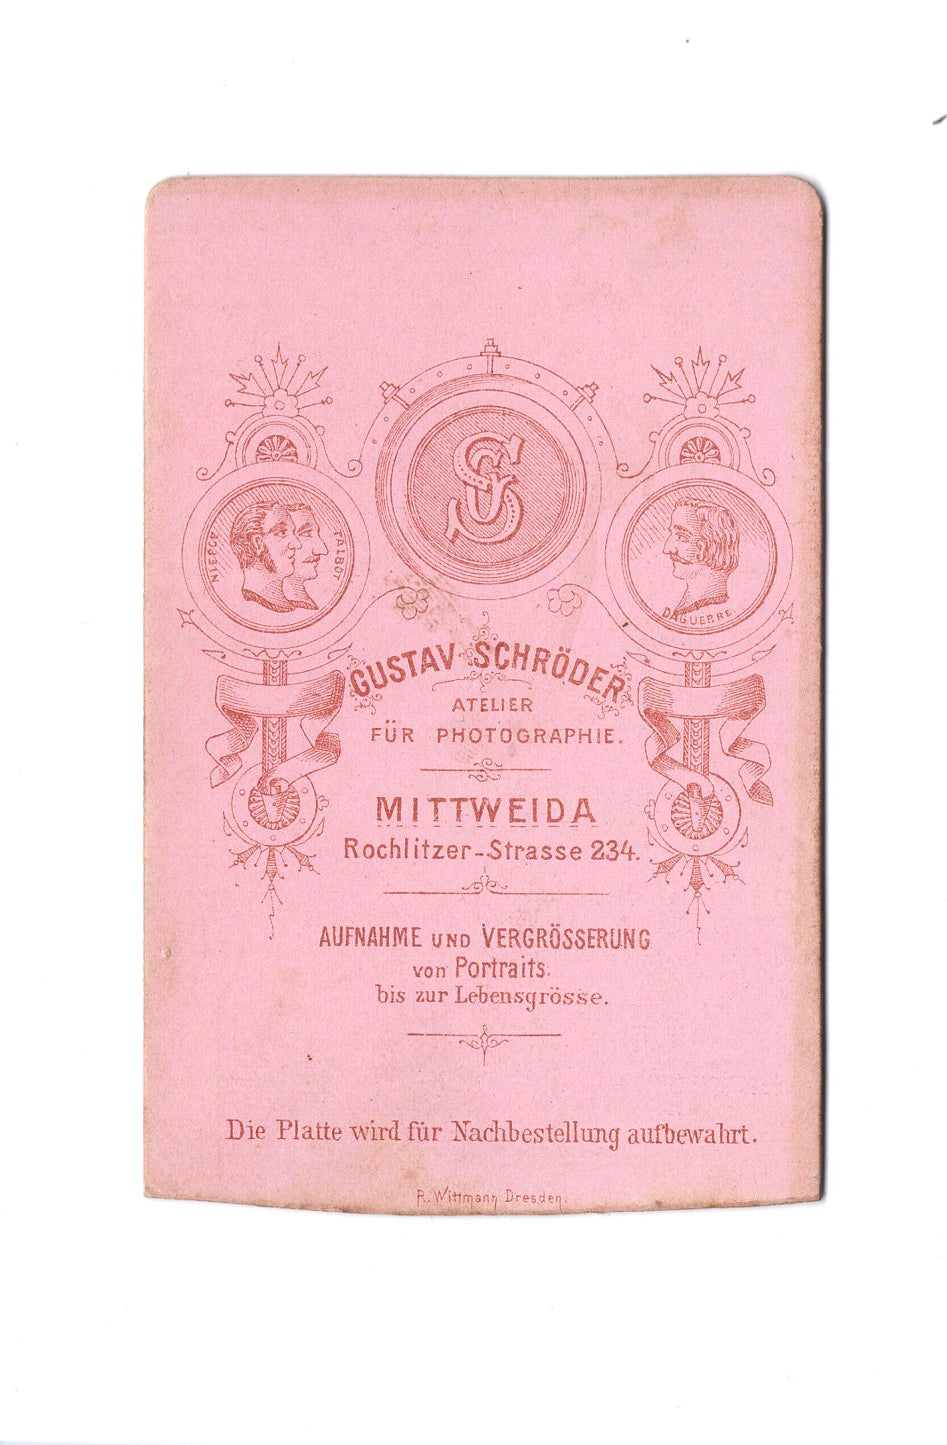 GS
NIEPCE
TALBOT
DAGUERRE
GUSTAV SCHRÖDER
ATELIER
FÜR PHOTOGRAPHIE.
MITTWEIDA
Rochlitzer-Strasse 234.
AUFNAHME UND VERGRÖSSERUNG
von Portraits.
bis zur Lebensgrösse.
Die Platte wird für Nachbestellung aufbewahrt.
R. Wittmann Dresden.